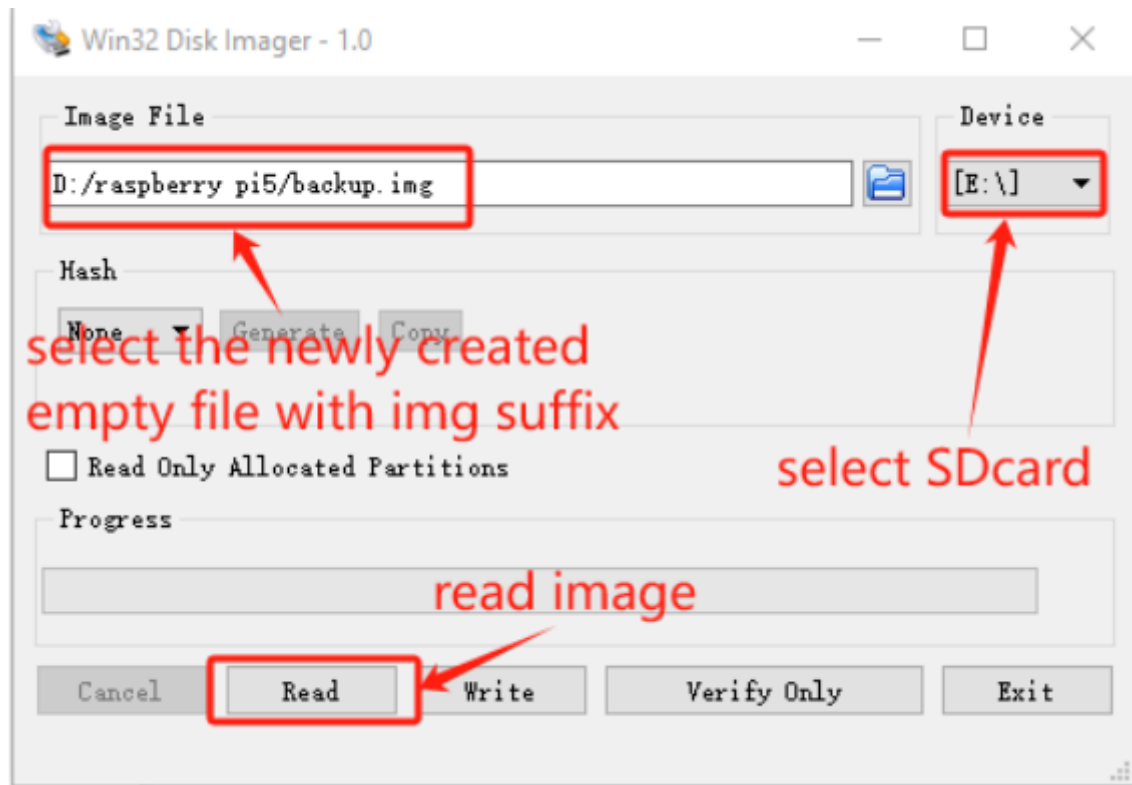 Win32 Disk Imager - 1.0
Image File
Device
D:/raspberry pi5/backup.img
[E:\]
Hash
None
Generate
Copy
select the newly created
empty file with img suffix
Read Only Allocated Partitions
select SDcard
Progress
read image
Cancel
Read
Write
Verify Only
Exit